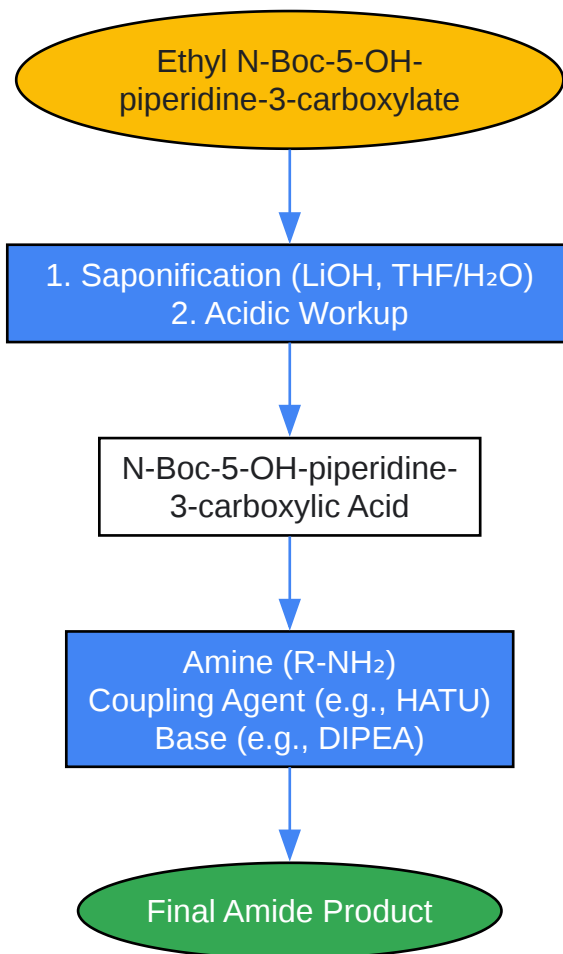 Ethyl N-Boc-5-OH-
piperidine-3-carboxylate
1. Saponification (LiOH, THF/H₂O)
2. Acidic Workup
N-Boc-5-OH-piperidine-
3-carboxylic Acid
Amine (R-NH₂)
Coupling Agent (e.g., HATU)
Base (e.g., DIPEA)
Final Amide Product